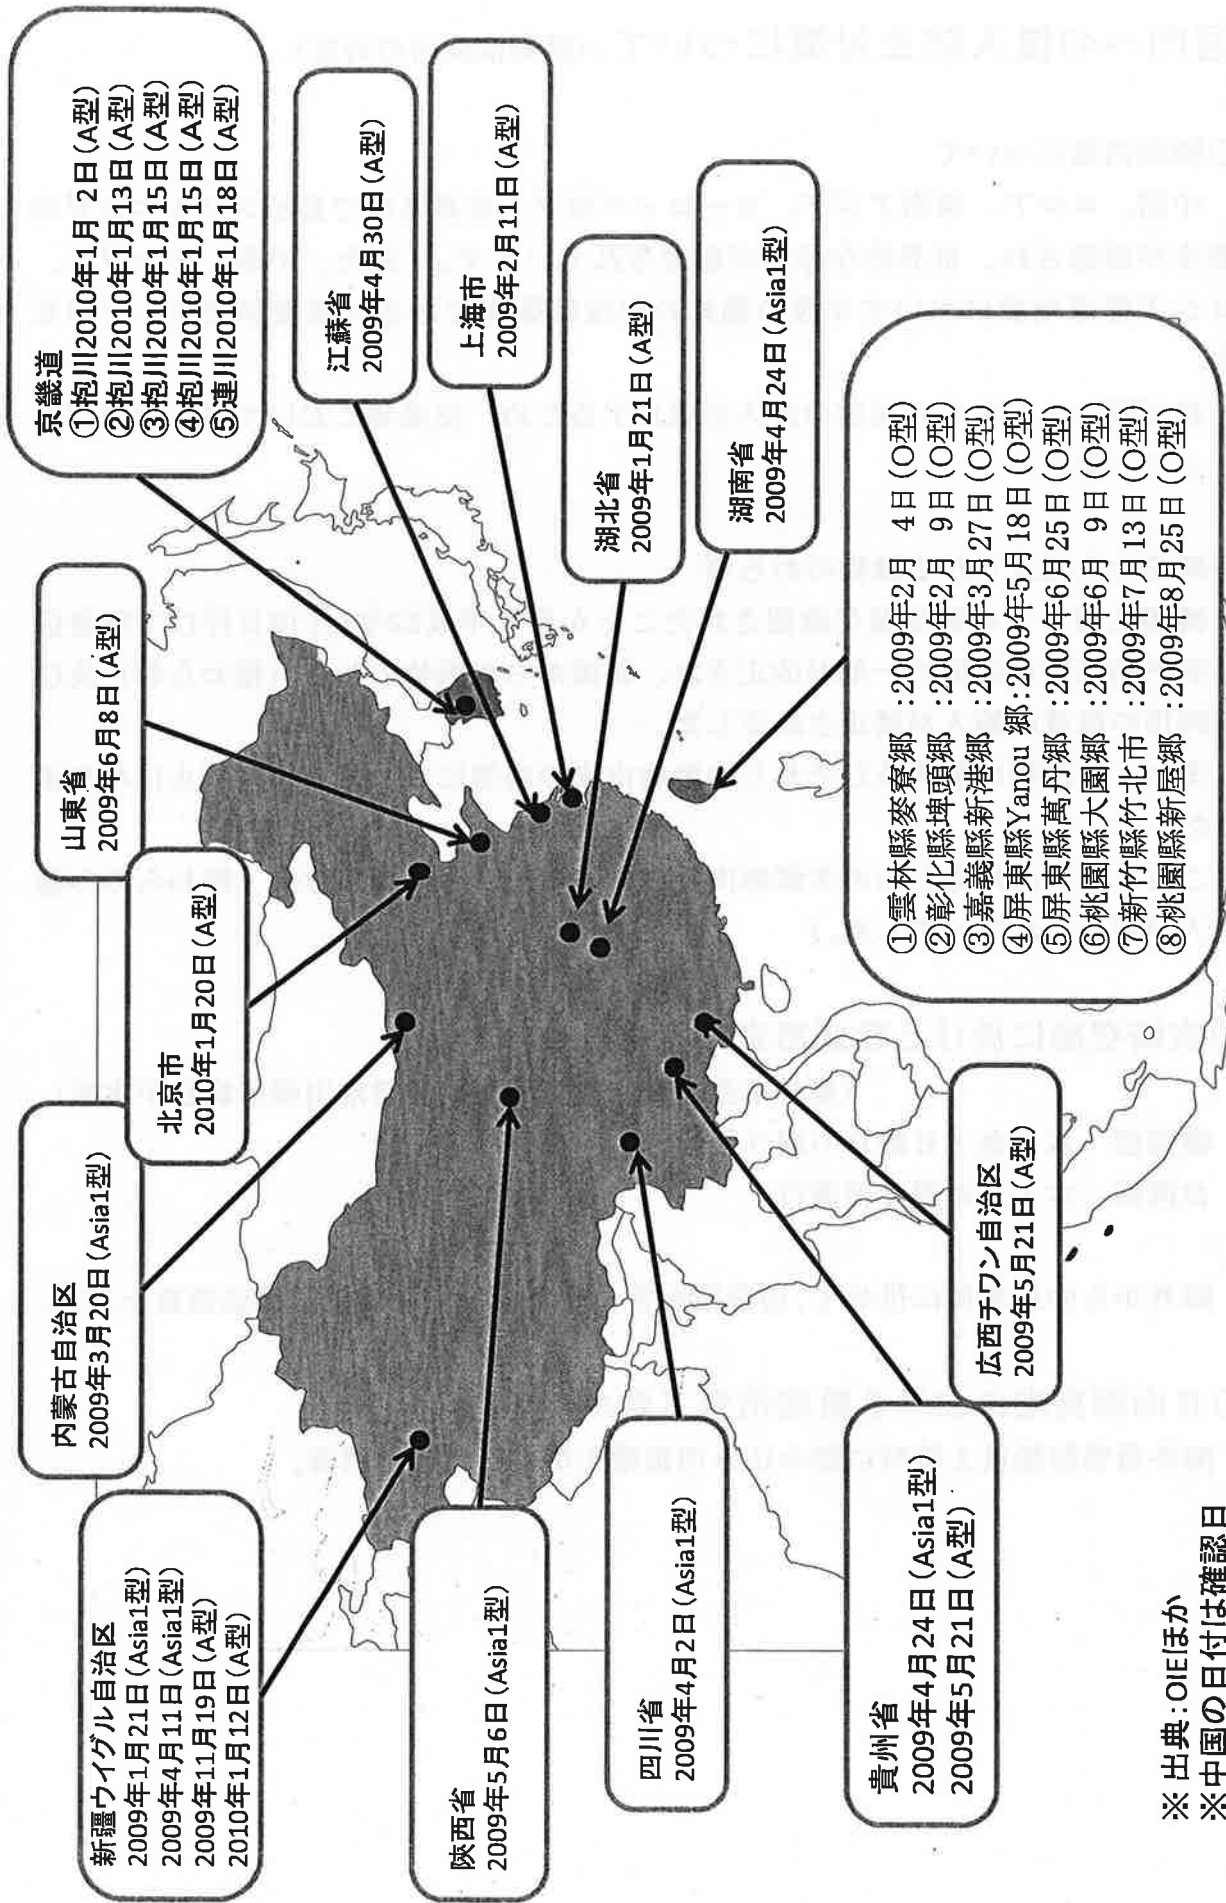 新疆ウイグル自治区
2009年1月21日(Asia1型)
2009年4月11日(Asia1型)
2009年11月19日(A型)
2010年1月12日(A型)
内蒙古自治区
2009年3月20日(Asia1型)
北京市
2010年1月20日(A型)
山東省
2009年6月8日(A型)
京畿道
①抱川2010年1月 2日(A型)
②抱川2010年1月13日(A型)
③抱川2010年1月15日(A型)
④抱川2010年1月15日(A型)
⑤漣川2010年1月18日(A型)
江蘇省
2009年4月30日(A型)
上海市
2009年2月11日(A型)
湖北省
2009年1月21日(A型)
湖南省
2009年4月24日(Asia1型)
陝西省
2009年5月6日(Asia1型)
四川省
2009年4月2日(Asia1型)
貴州省
2009年4月24日(Asia1型)
2009年5月21日(A型)
広西チワン自治区
2009年5月21日(A型)
①雲林縣麥寮郷 :2009年2月 4日(O型)
②彰化縣埤頭郷 :2009年2月 9日(O型)
③嘉義縣新港郷 :2009年3月27日(O型)
④屏東縣Yanpu 郷:2009年5月18日(O型)
⑤屏東縣萬丹郷 :2009年6月25日(O型)
⑥桃園縣大園郷 :2009年6月 9日(O型)
⑦新竹縣竹北市 :2009年7月13日(O型)
⑧桃園縣新屋郷 :2009年8月25日(O型)
※ 出典:OIEほか
※中国の日付は確認日